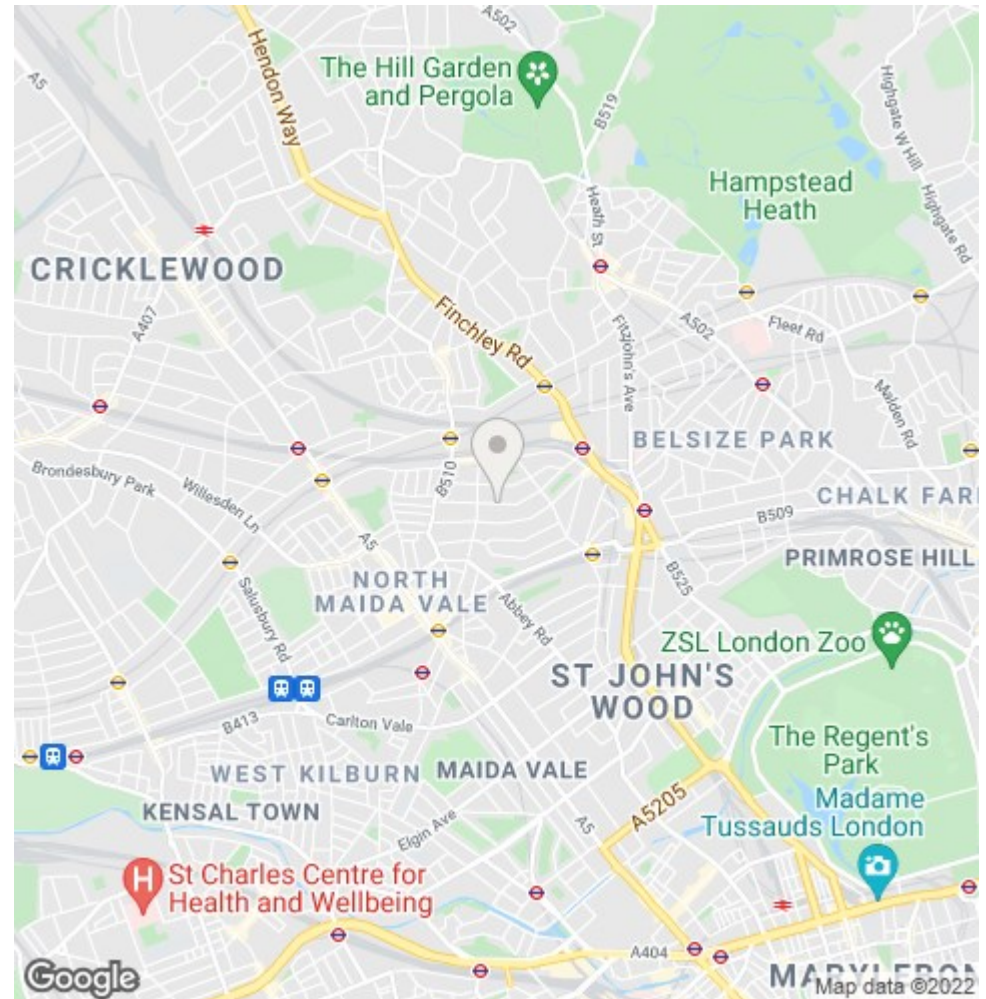 A502
Hendon Way
The Hill Garden
and Pergola
A5
B519
Highgate W Hill
Hampstead
Heath
Heath St
Highgate Rd
CRICKLEWOOD
A407
Finchley Rd
Fitzjohn's Ave
A502
Fleet Rd
Malden Rd
BELSIZE PARK
B510
Brondesbury Park
Willesden Ln
A5
CHALK FAR
B509
PRIMROSE HILL
NORTH
MAIDA VALE
Salusbury Rd
Abbey Rd
B525
ZSL London Zoo
ST JOHN'S
WOOD
B413
Carlton Vale
The Regent's
Park
WEST KILBURN
MAIDA VALE
KENSAL TOWN
Elgin Ave
A5
A5205
Madame
Tussauds London
H
St Charles Centre for
Health and Wellbeing
A404
MARYLEBON
Google
Map data ©2022